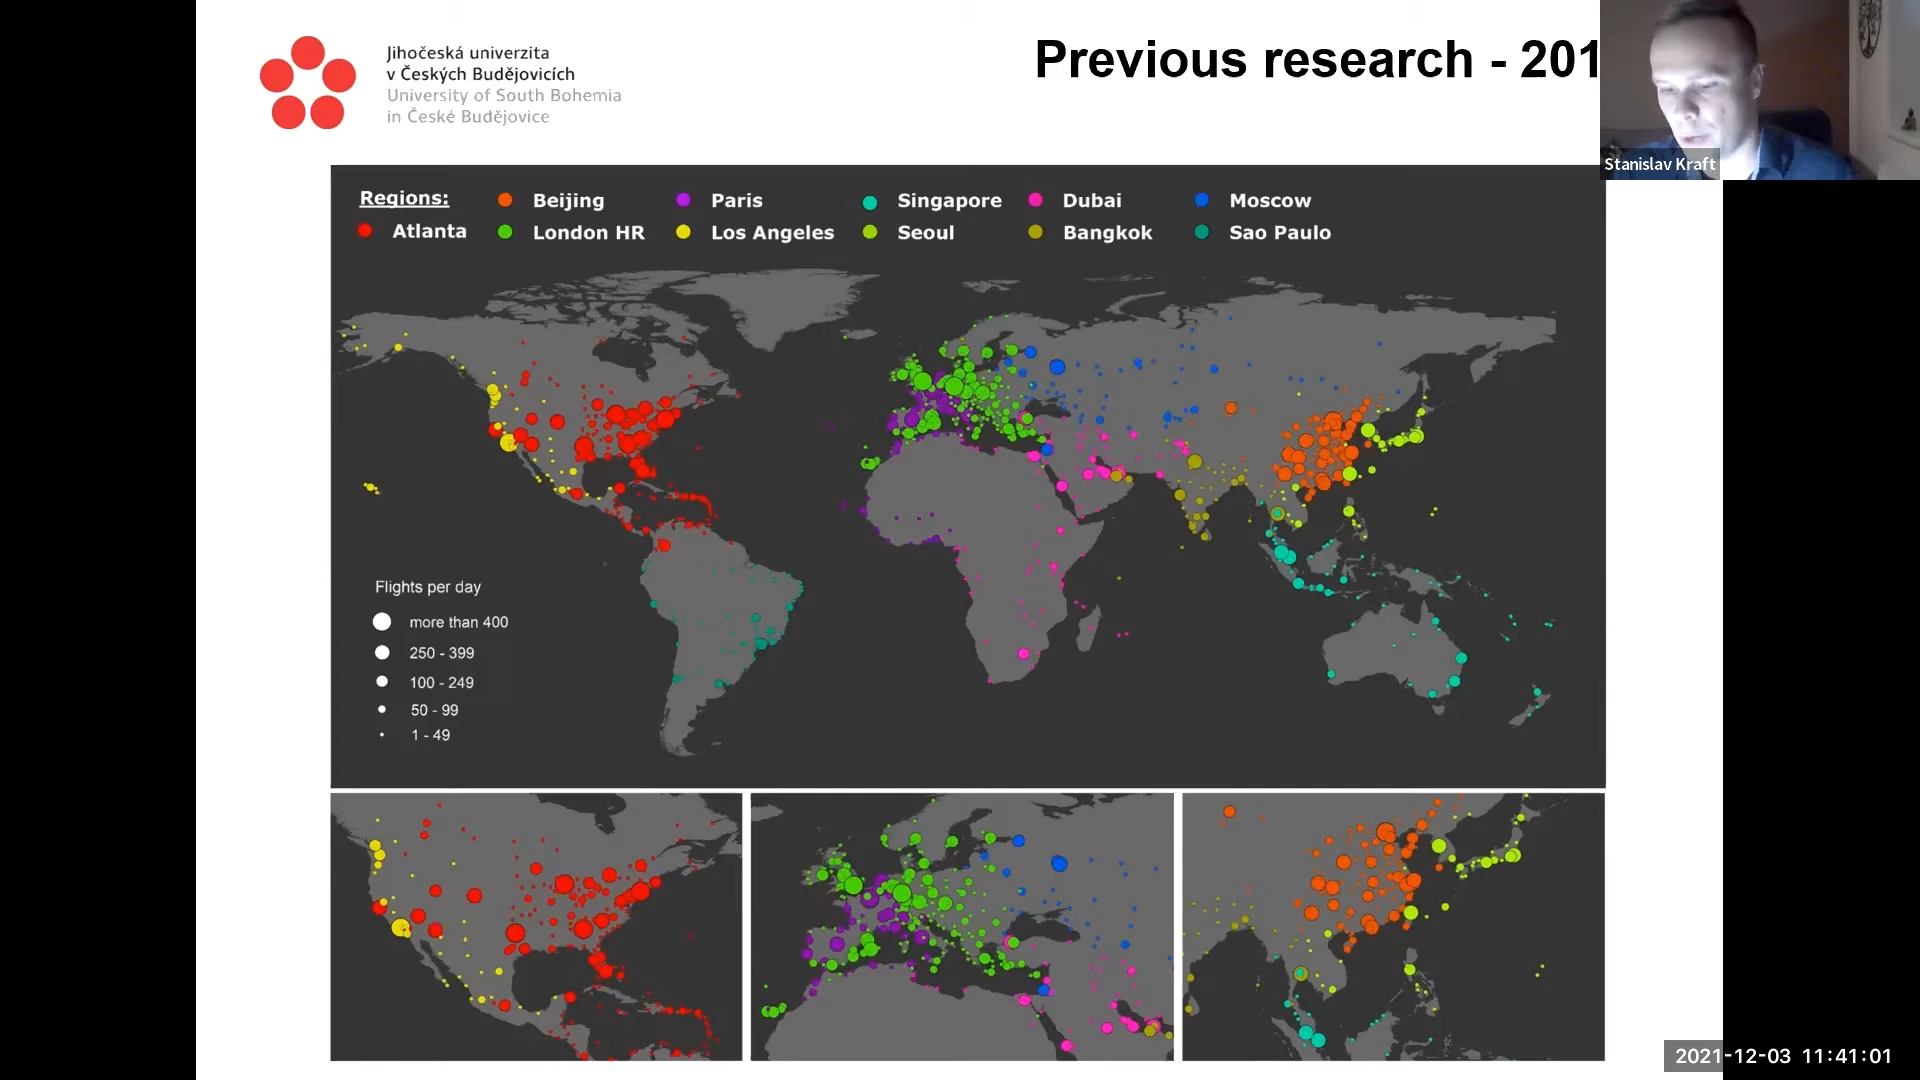 Jihočeská univerzita
v Českých Budějovicích
University of South Bohemia
in České Budějovice
Previous research - 201
Stanislav Kraft
Regions:
Beijing
Paris
Singapore
Dubai
Moscow
Atlanta
London HR
Los Angeles
Seoul
Bangkok
Sao Paulo
Flights per day
more than 400
250 - 399
100 - 249
50 - 99
1 - 49
2021-12-03 11:41:01